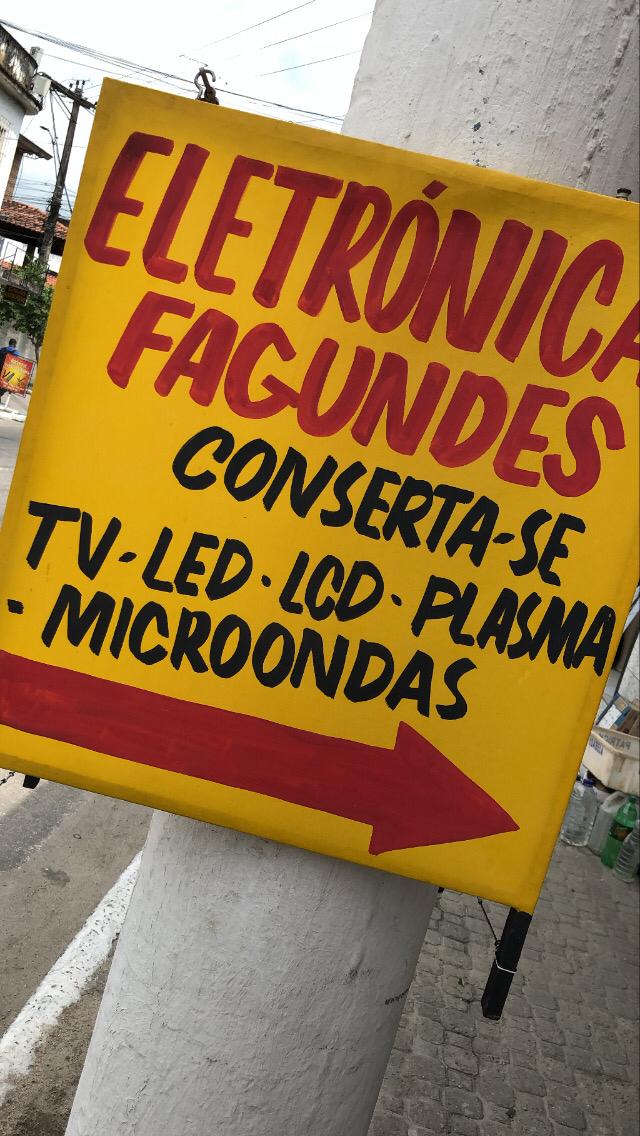 ELETRÓNICA
FAGUNDES
CONSERTA-SE
TV-LED·LCD·PLASMA
- MICROONDAS